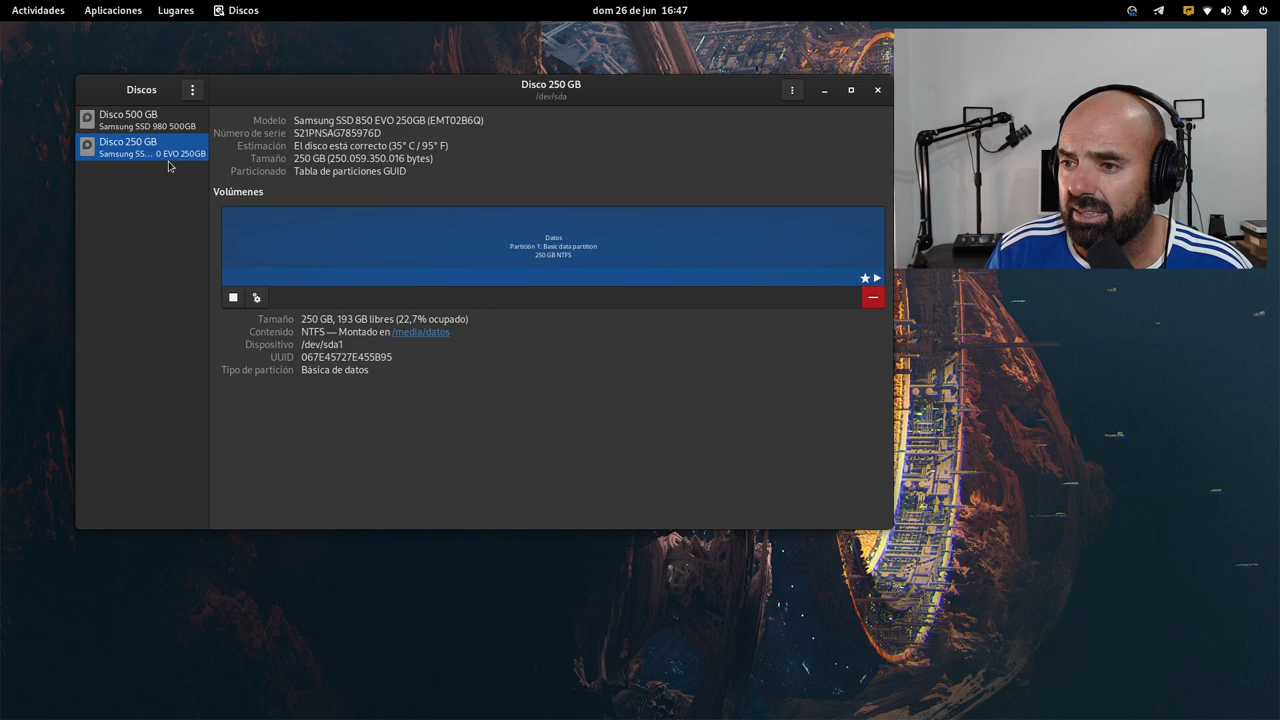 Actividades Aplicaciones Lugares Discos dom 26 de jun 16:47
Discos
Disco 250 GB
/dev/sda
Disco 500 GB
Samsung SSD 980 500GB
Disco 250 GB
Samsung SS... 0 EVO 250GB
Modelo Samsung SSD 850 EVO 250GB (EMT02B6Q)
Número de serie S21PNSAG785976D
Estimación El disco está correcto (35° C / 95° F)
Tamaño 250 GB (250.059.350.016 bytes)
Particionado Tabla de particiones GUID
Volúmenes
Datos
Partición 1: Basic data partition
250 GB NTFS
Tamaño 250 GB, 193 GB libres (22,7% ocupado)
Contenido NTFS — Montado en /media/datos
Dispositivo /dev/sda1
UUID 067E45727E455B95
Tipo de partición Básica de datos